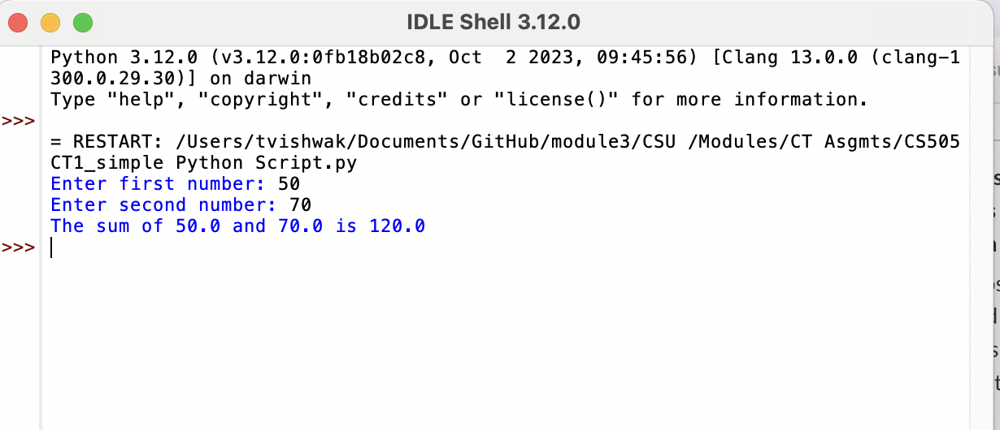 IDLE Shell 3.12.0
Python 3.12.0 (v3.12.0:0fb18b02c8, Oct  2 2023, 09:45:56) [Clang 13.0.0 (clang-1
300.0.29.30)] on darwin
Type "help", "copyright", "credits" or "license()" for more information.
>>>
= RESTART: /Users/tvishwak/Documents/GitHub/module3/CSU /Modules/CT Asgmts/CS505
CT1_simple Python Script.py
Enter first number: 50
Enter second number: 70
The sum of 50.0 and 70.0 is 120.0
>>>